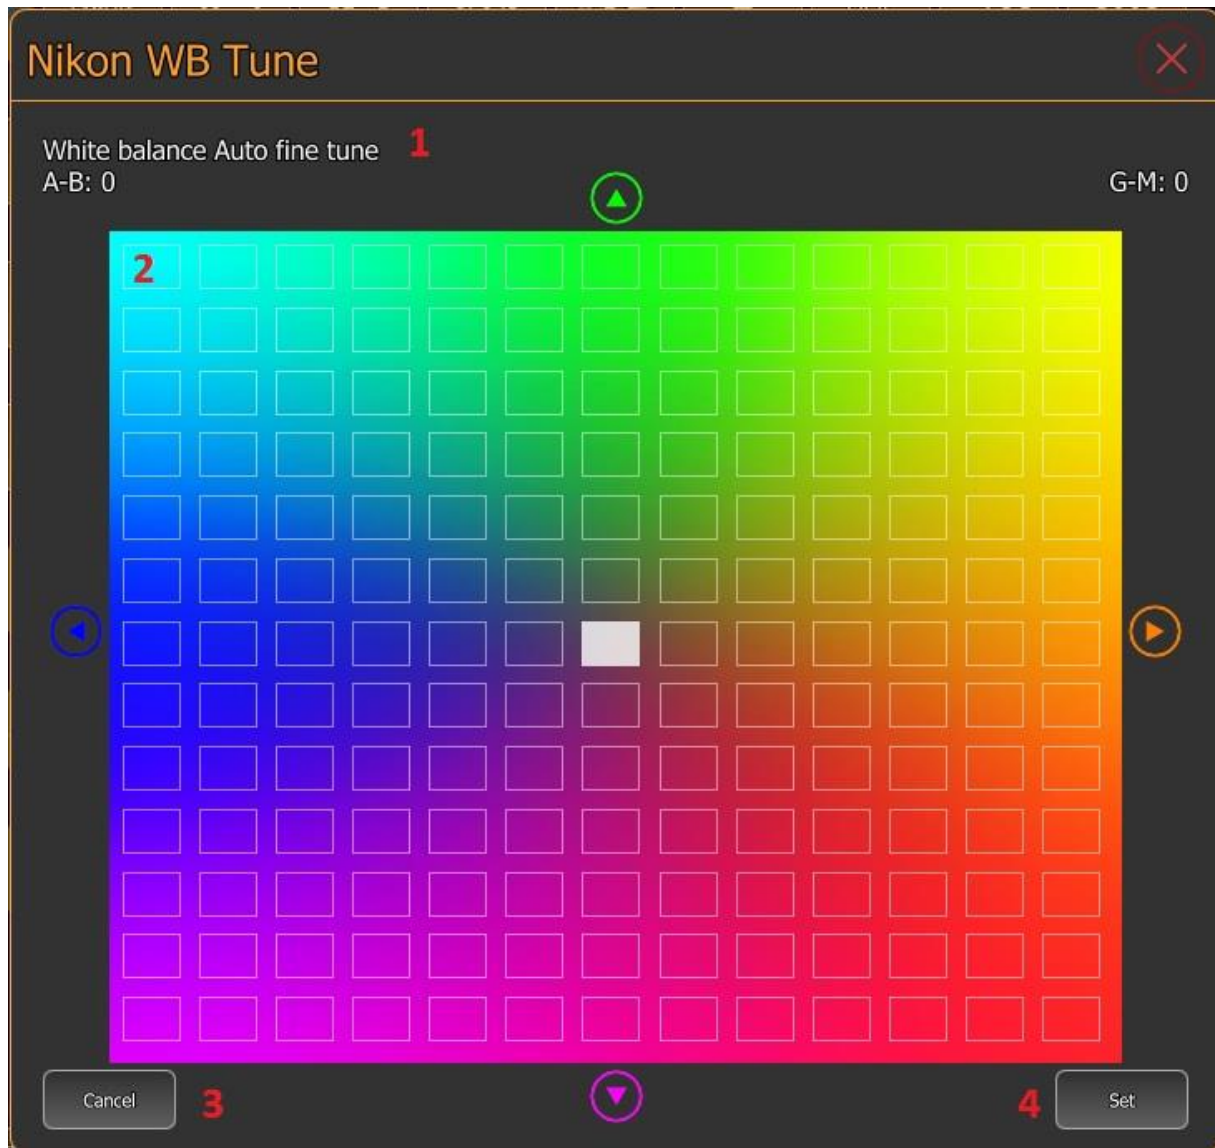 Nikon WB Tune
White balance Auto fine tune 1
A-B: 0
G-M: 0
2
Cancel 3
4 Set